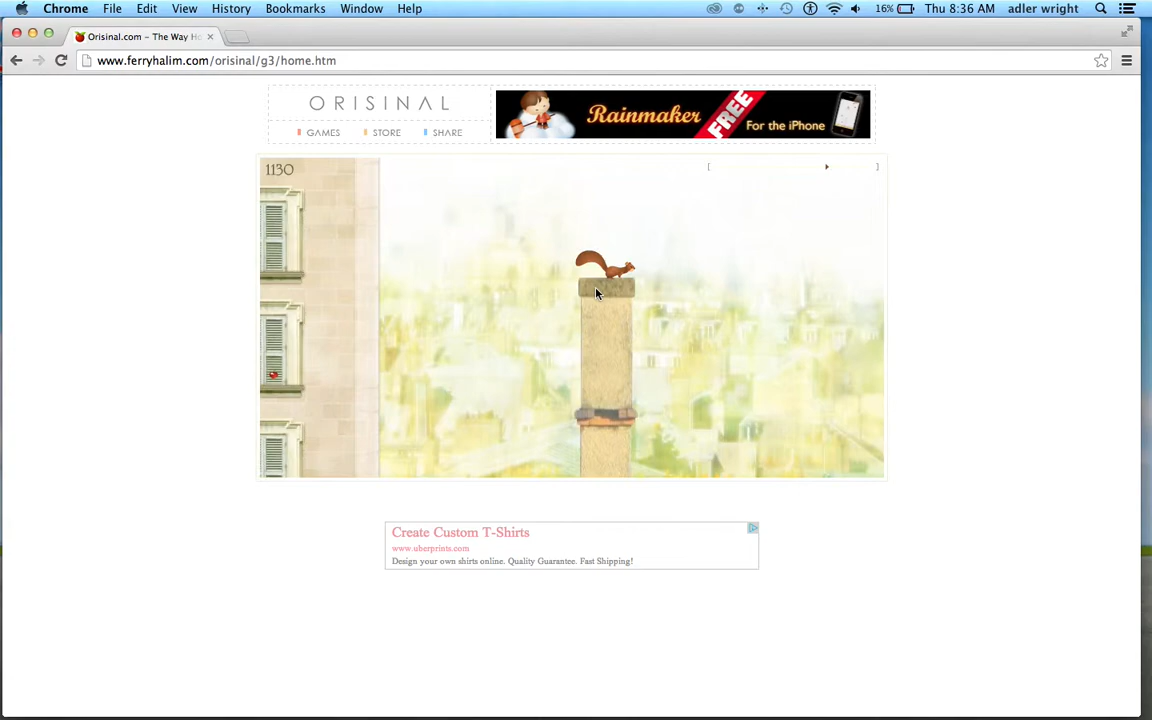 Chrome File Edit View History Bookmarks Window Help 16% Thu 8:36 AM adler wright
Orisinal.com – The Way Ho
www.ferryhalim.com/orisinal/g3/home.htm
ORISINAL
GAMES STORE SHARE
Rainmaker FREE For the iPhone
1130
[ ]
Create Custom T-Shirts
www.uberprints.com
Design your own shirts online. Quality Guarantee. Fast Shipping!